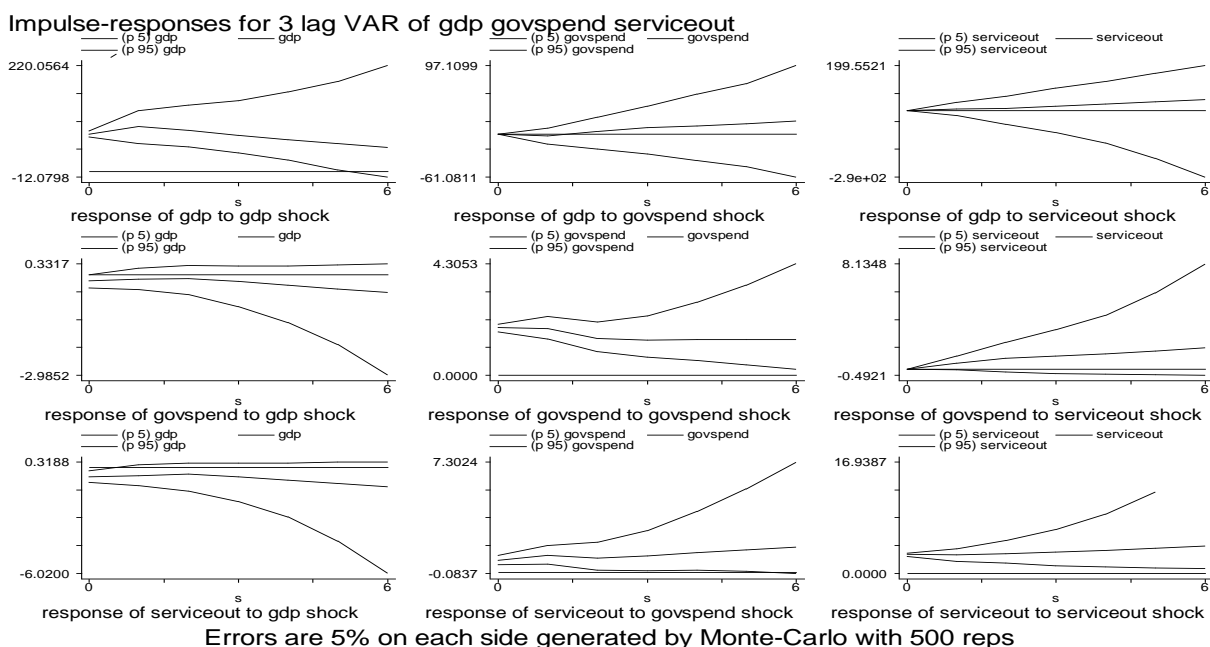 Impulse-responses for 3 lag VAR of gdp govspend serviceout
(p 5) gdp gdp
(p 95) gdp
220.0564
-12.0798
0 6
s
response of gdp to gdp shock
(p 5) govspend govspend
(p 95) govspend
97.1099
-61.0811
0 6
s
response of gdp to govspend shock
(p 5) serviceout serviceout
(p 95) serviceout
199.5521
-2.9e+02
0 6
s
response of gdp to serviceout shock
(p 5) gdp gdp
(p 95) gdp
0.3317
-2.9852
0 6
s
response of govspend to gdp shock
(p 5) govspend govspend
(p 95) govspend
4.3053
0.0000
0 6
s
response of govspend to govspend shock
(p 5) serviceout serviceout
(p 95) serviceout
8.1348
-0.4921
0 6
s
response of govspend to serviceout shock
(p 5) gdp gdp
(p 95) gdp
0.3188
-6.0200
0 6
s
response of serviceout to gdp shock
(p 5) govspend govspend
(p 95) govspend
7.3024
-0.0837
0 6
s
response of serviceout to govspend shock
(p 5) serviceout serviceout
(p 95) serviceout
16.9387
0.0000
0 6
s
response of serviceout to serviceout shock
Errors are 5% on each side generated by Monte-Carlo with 500 reps